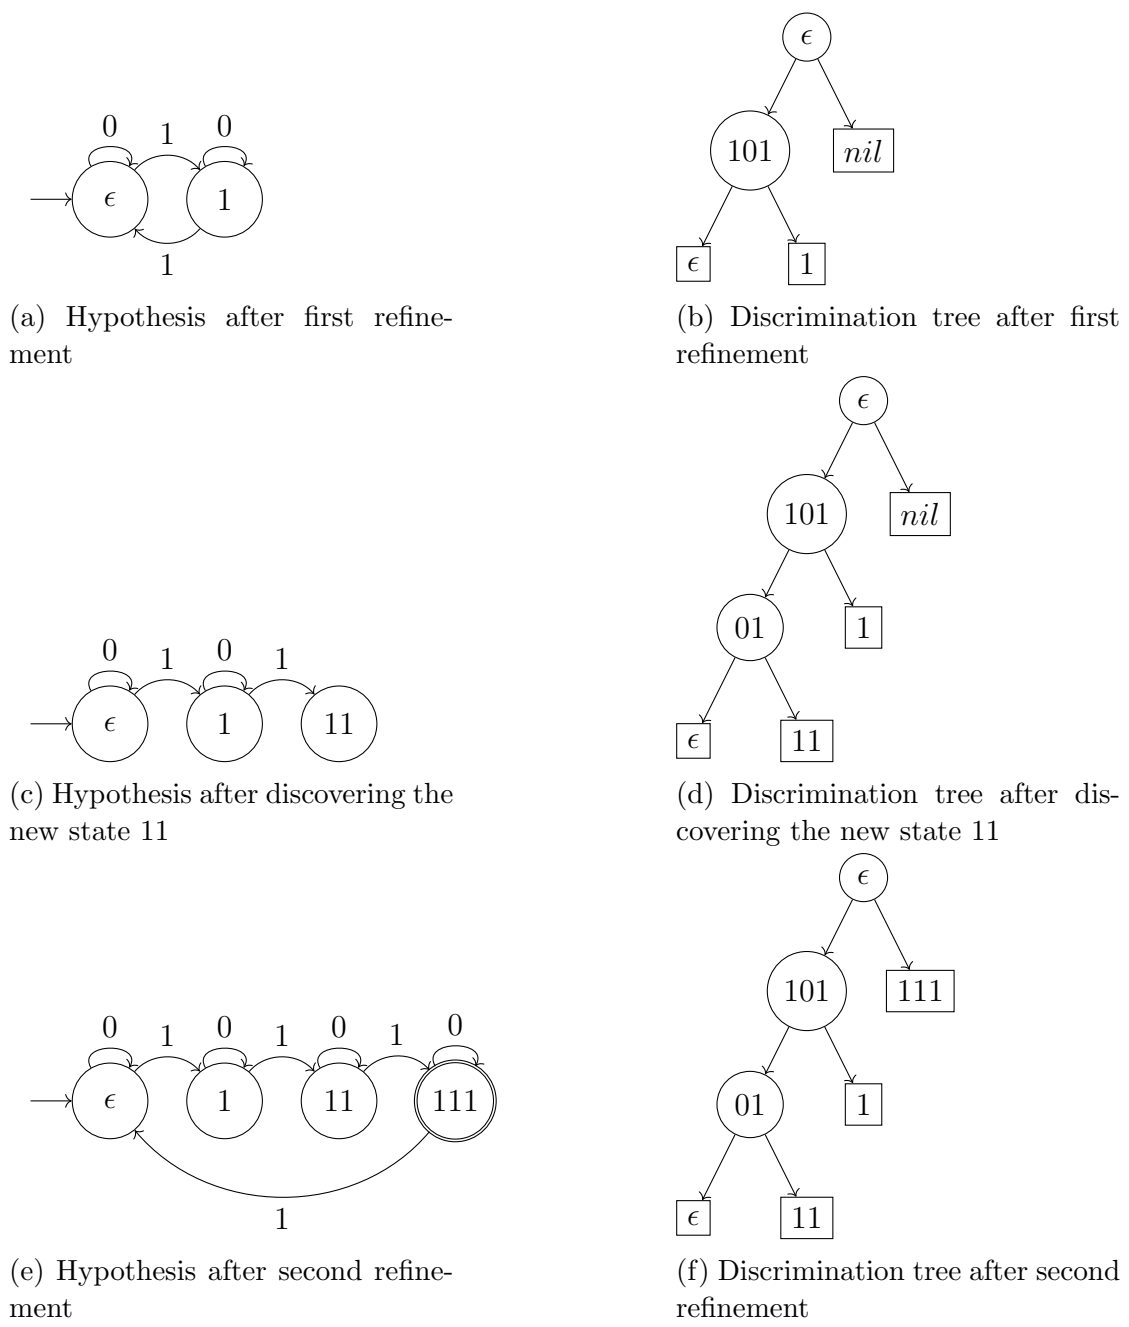 ϵ
0 1 0
101 nil
ϵ 1
1
ϵ 1
(a) Hypothesis after first refine-
ment
(b) Discrimination tree after first
refinement
ϵ
101 nil
0 1 0 1
01 1
ϵ 1 11
ϵ 11
(c) Hypothesis after discovering the
new state 11
(d) Discrimination tree after dis-
covering the new state 11
ϵ
101 111
0 1 0 1 0 1 0
ϵ 1 11 111
01 1
1
ϵ 11
(e) Hypothesis after second refine-
ment
(f) Discrimination tree after second
refinement